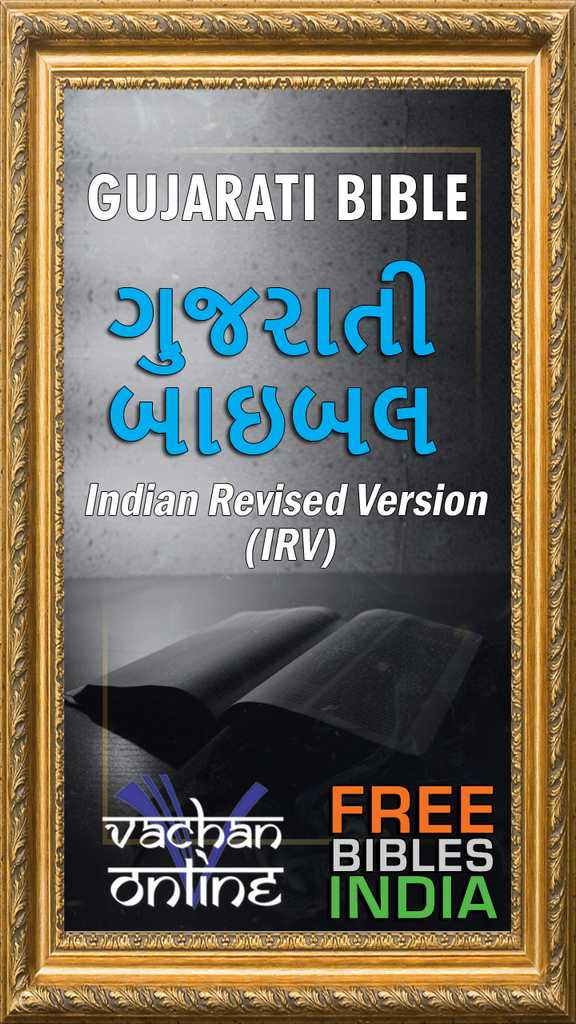 GUJARATI BIBLE
ગુજરાતી
બાઇબલ
Indian Revised Version
(IRV)
vachan
online
FREE
BIBLES
INDIA